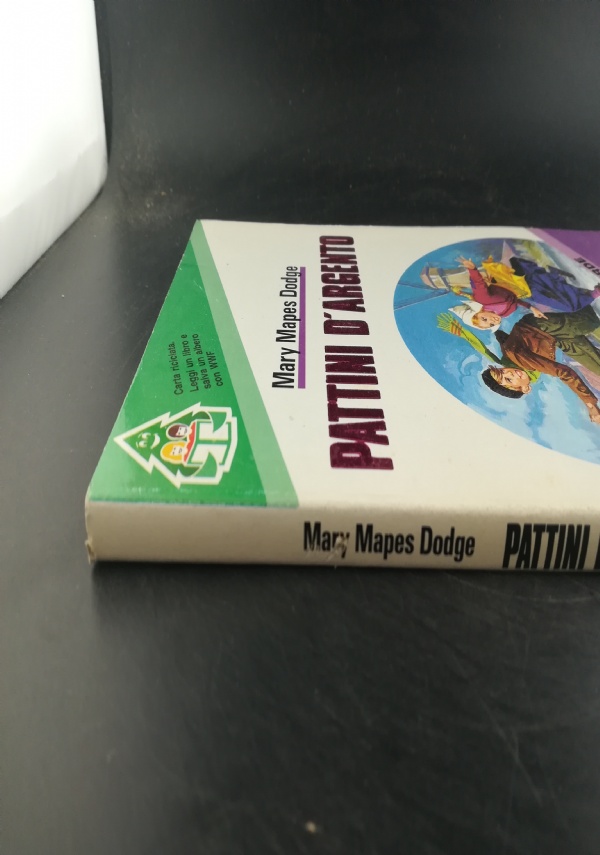 Mary Mapes Dodge
PATTINI D'ARGENTO
Carta riciclata.
Leggi un libro e
salva un albero
con WWF
Mary Mapes Dodge PATTINI